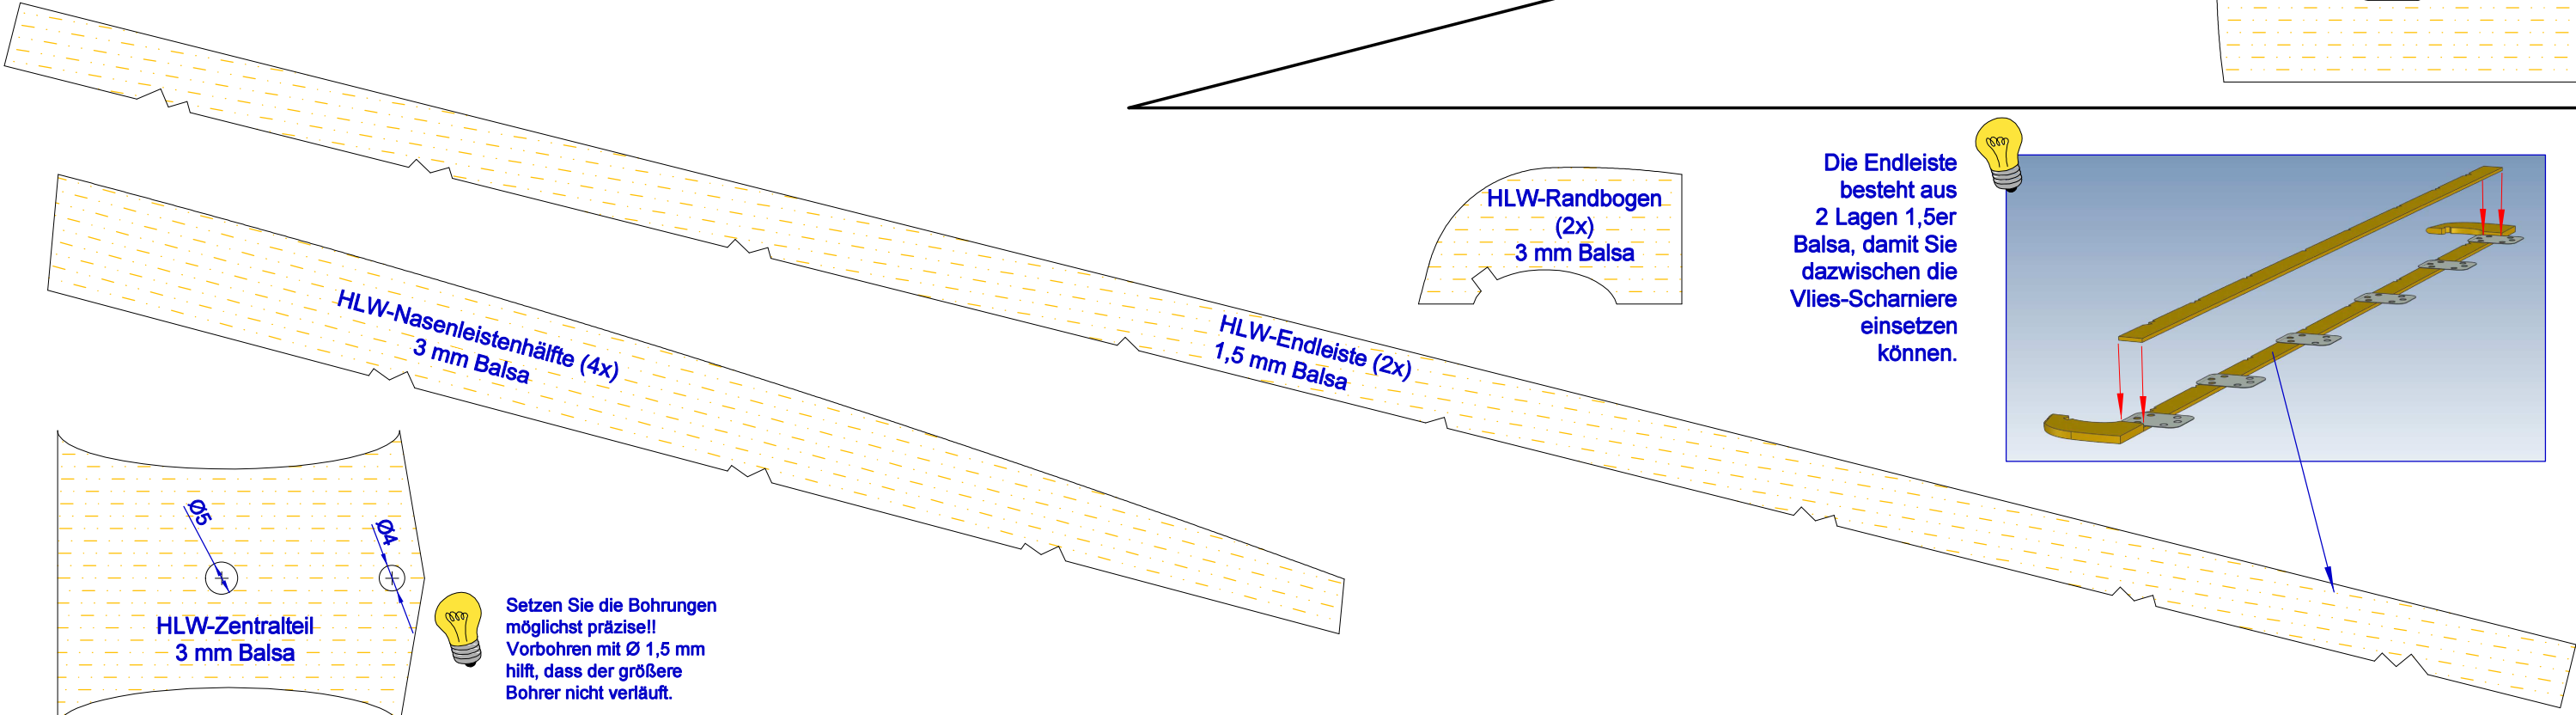 HLW-Nasenleistenhälfte (4x)
3 mm Balsa
HLW-Endleiste (2x)
1,5 mm Balsa
HLW-Randbogen
(2x)
3 mm Balsa
Die Endleiste
besteht aus
2 Lagen 1,5er
Balsa, damit Sie
dazwischen die
Vlies-Scharniere
einsetzen
können.
Ø5
Ø4
HLW-Zentralteil
3 mm Balsa
Setzen Sie die Bohrungen
möglichst präzise!!
Vorbohren mit Ø 1,5 mm
hilft, dass der größere
Bohrer nicht verläuft.